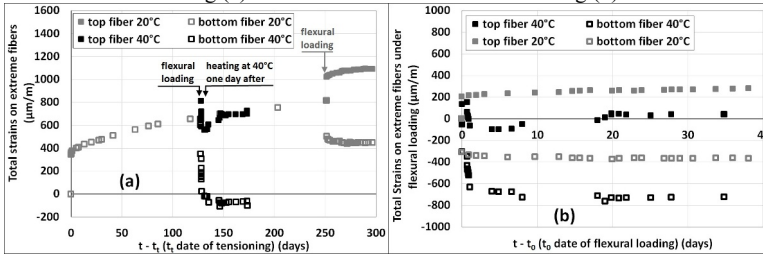 (a) (b)
Total strains on extreme fibers
(µm/m)
1600
1400
1200
1000
800
600
400
200
0
-200
top fiber 20°C
bottom fiber 20°C
top fiber 40°C
bottom fiber 40°C
flexural
loading
heating at 40°C
one day after
flexural
loading
(a)
0 50 100 150 200 250 300
t - tt (tt date of tensioning) (days)
Total Strains on extreme fibers under
flexural loading (µm/m)
1000
800
600
400
200
0
-200
-400
-600
-800
-1000
top fiber 40°C
bottom fiber 40°C
top fiber 20°C
bottom fiber 20°C
(b)
0 10 20 30
t - t0 (t0 date of flexural loading) (days)